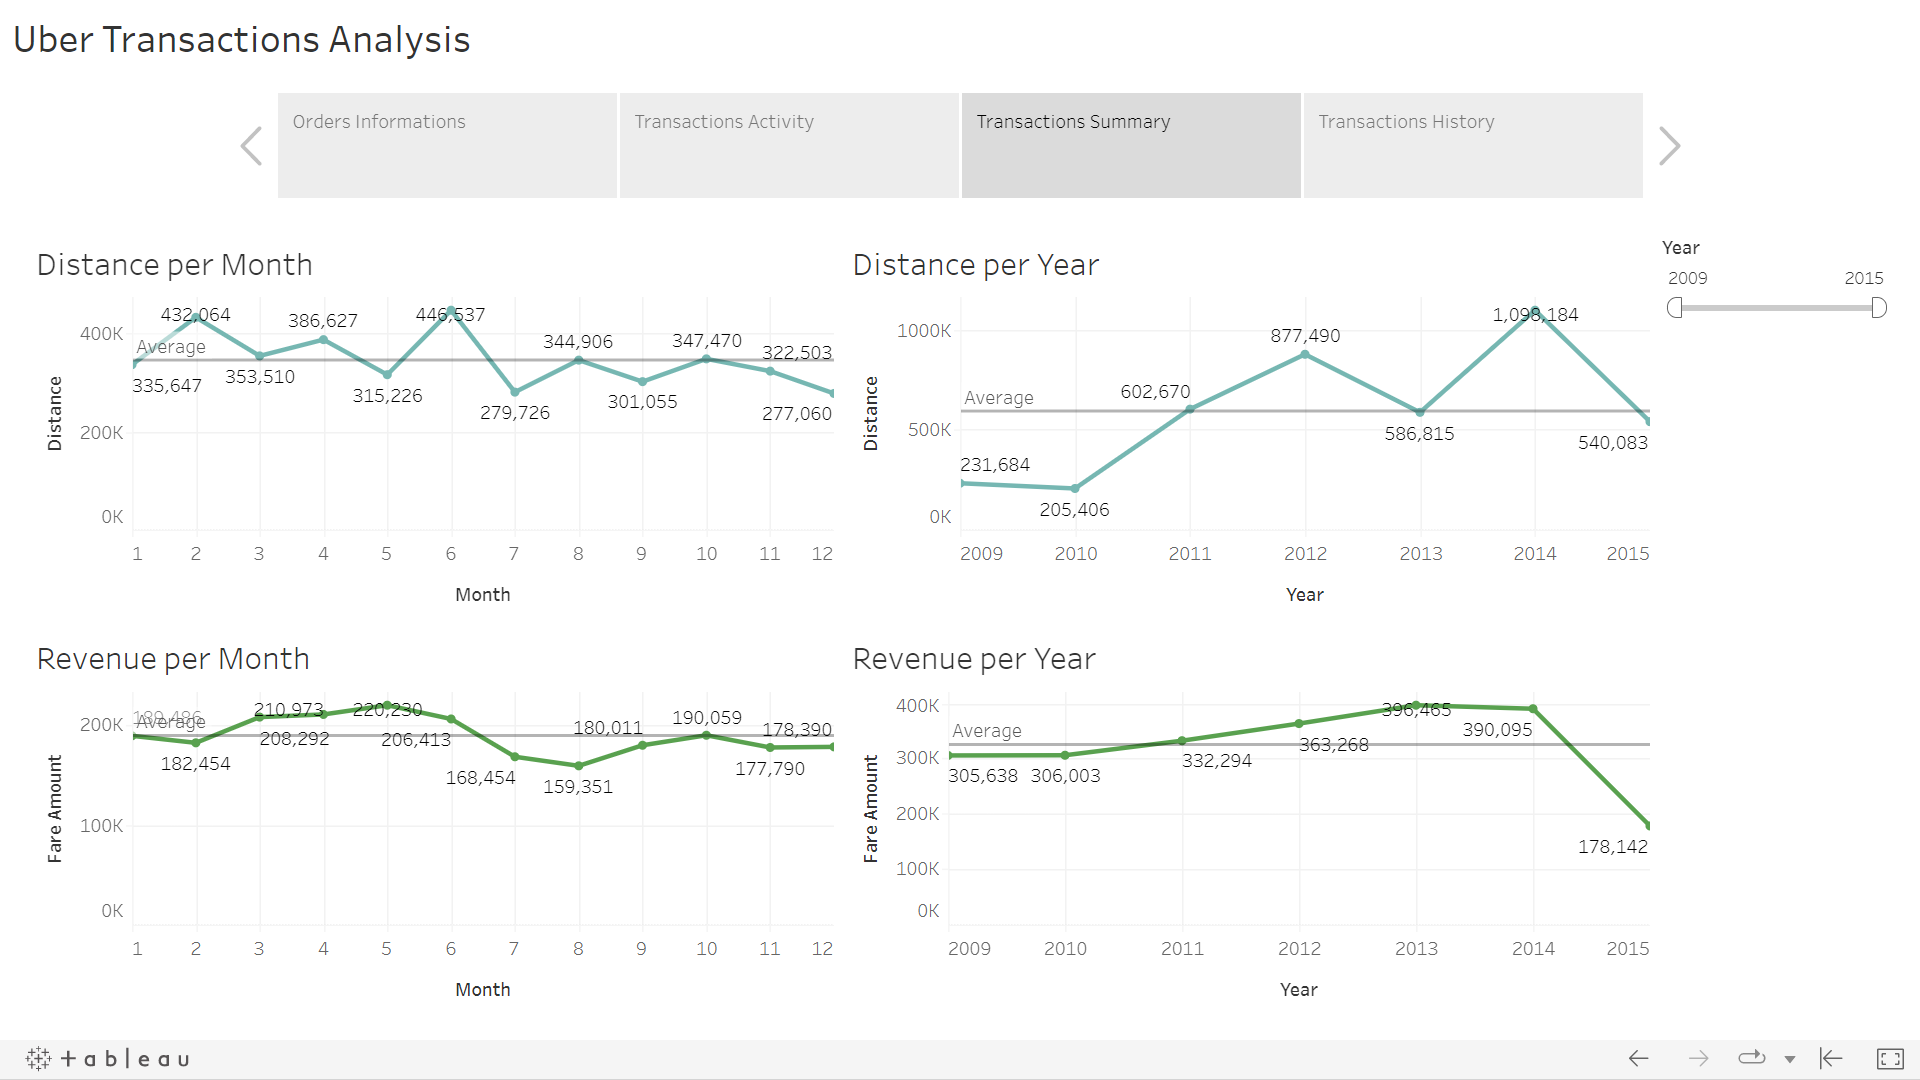 Uber Transactions Analysis
Orders Informations
Transactions Activity
Transactions Summary
Transactions History
Distance per Month
400K
200K
0K
Distance
Average
335,647
432,064
353,510
386,627
315,226
446,537
279,726
344,906
301,055
347,470
322,503
277,060
1 2 3 4 5 6 7 8 9 10 11 12
Month
Distance per Year
1000K
500K
0K
Distance
Average
231,684
205,406
602,670
877,490
586,815
1,098,184
540,083
2009 2010 2011 2012 2013 2014 2015
Year
Year
2009 2015
Revenue per Month
200K
100K
0K
Fare Amount
Average
189,486
182,454
208,292
210,973
220,230
206,413
168,454
159,351
180,011
190,059
177,790
178,390
1 2 3 4 5 6 7 8 9 10 11 12
Month
Revenue per Year
400K
300K
200K
100K
0K
Fare Amount
Average
305,638
306,003
332,294
363,268
396,465
390,095
178,142
2009 2010 2011 2012 2013 2014 2015
Year
+ableau